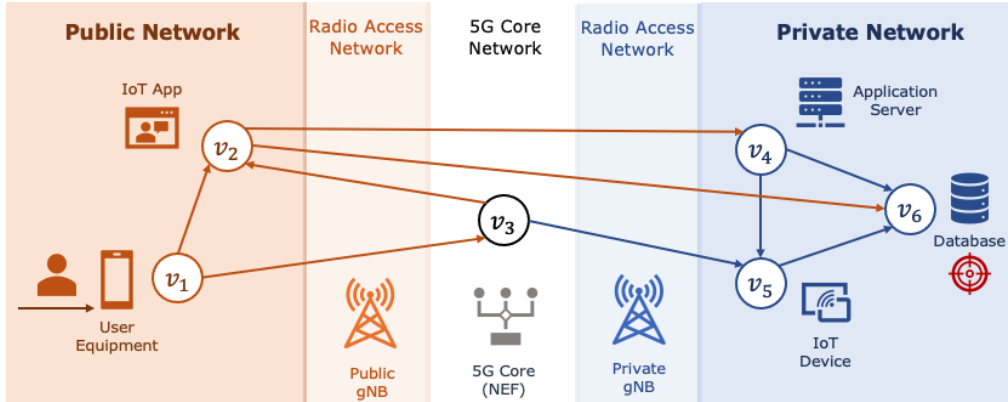 Public Network
Radio Access
Network
5G Core
Network
Radio Access
Network
Private Network
IoT App
Application
Server
v2
v4
v3
v6
Database
v1
v5
User
Equipment
Public
gNB
5G Core
(NEF)
Private
gNB
IoT
Device